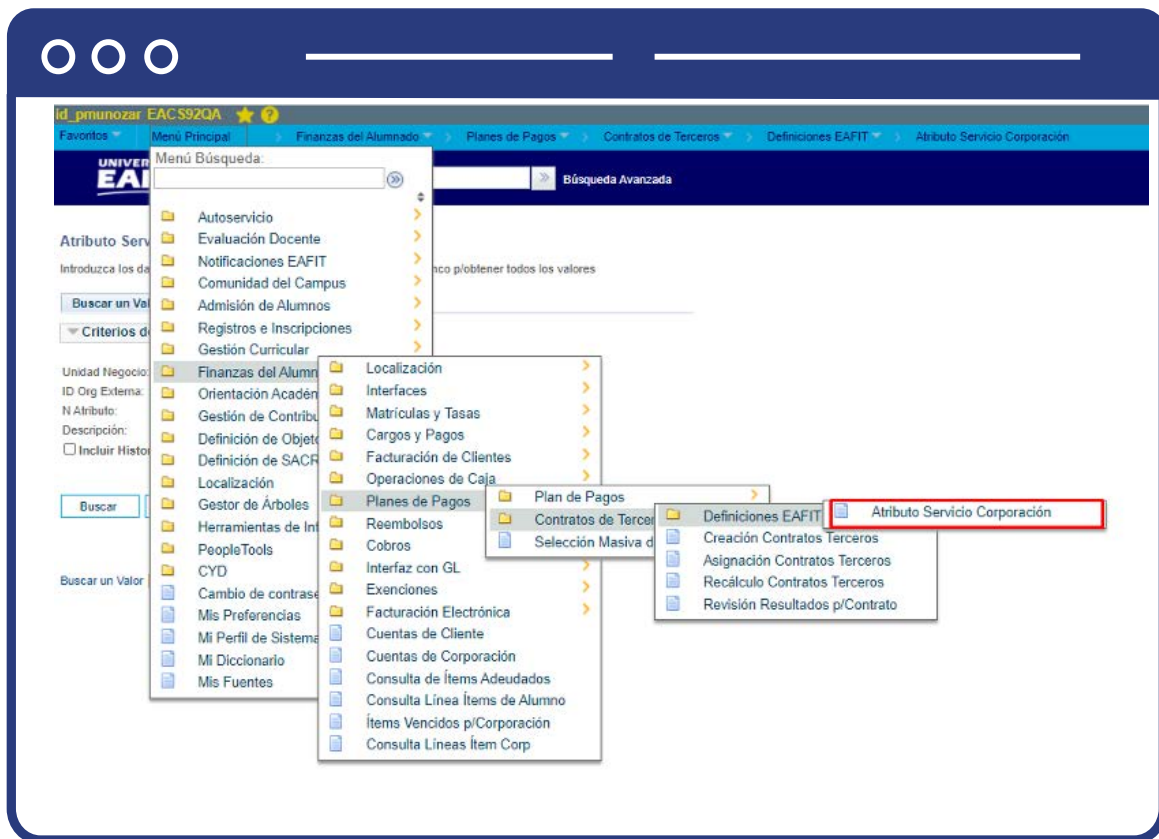 id_pmunozar EACS92QA
Favoritos Menú Principal Finanzas del Alumnado Planes de Pagos Contratos de Terceros Definiciones EAFIT Atributo Servicio Corporación
Menú Búsqueda:
Búsqueda Avanzada
Atributo Serv
Introduzca los da
nco p/obtener todos los valores
Buscar un Val
Criterios de
Unidad Negocio:
ID Org Externa:
N Atributo:
Descripción:
Incluir Histor
Buscar
Buscar un Valor
Autoservicio
Evaluación Docente
Notificaciones EAFIT
Comunidad del Campus
Admisión de Alumnos
Registros e Inscripciones
Gestión Curricular
Finanzas del Alumn
Orientación Acadén
Gestión de Contribu
Definición de Objeto
Definición de SACR
Localización
Gestor de Árboles
Herramientas de Inf
PeopleTools
CYD
Cambio de contrase
Mis Preferencias
Mi Perfil de Sistema
Mi Diccionario
Mis Fuentes
Localización
Interfaces
Matrículas y Tasas
Cargos y Pagos
Facturación de Clientes
Operaciones de Caja
Planes de Pagos
Reembolsos
Cobros
Interfaz con GL
Exenciones
Facturación Electrónica
Cuentas de Cliente
Cuentas de Corporación
Consulta de Ítems Adeudados
Consulta Línea Ítems de Alumno
Ítems Vencidos p/Corporación
Consulta Líneas Ítem Corp
Plan de Pagos
Contratos de Tercer
Selección Masiva d
Definiciones EAFIT
Creación Contratos Terceros
Asignación Contratos Terceros
Recálculo Contratos Terceros
Revisión Resultados p/Contrato
Atributo Servicio Corporación